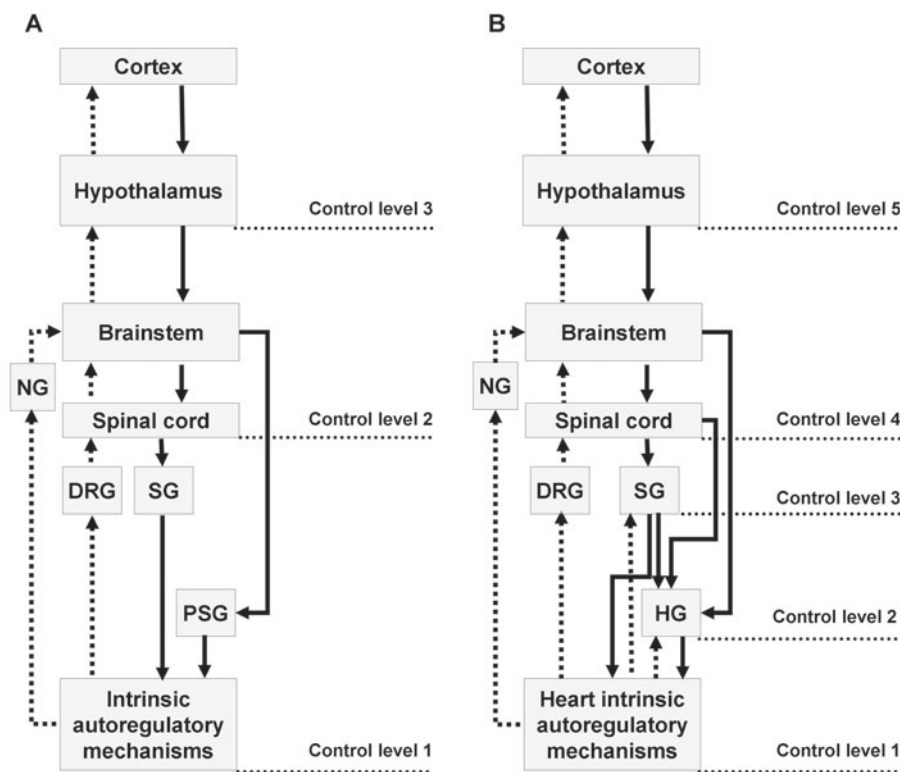 A
Cortex
Hypothalamus
Control level 3
Brainstem
NG
Spinal cord
Control level 2
DRG
SG
PSG
Intrinsic
autoregulatory
mechanisms
Control level 1
B
Cortex
Hypothalamus
Control level 5
Brainstem
NG
Spinal cord
Control level 4
DRG
SG
Control level 3
HG
Control level 2
Heart intrinsic
autoregulatory
mechanisms
Control level 1